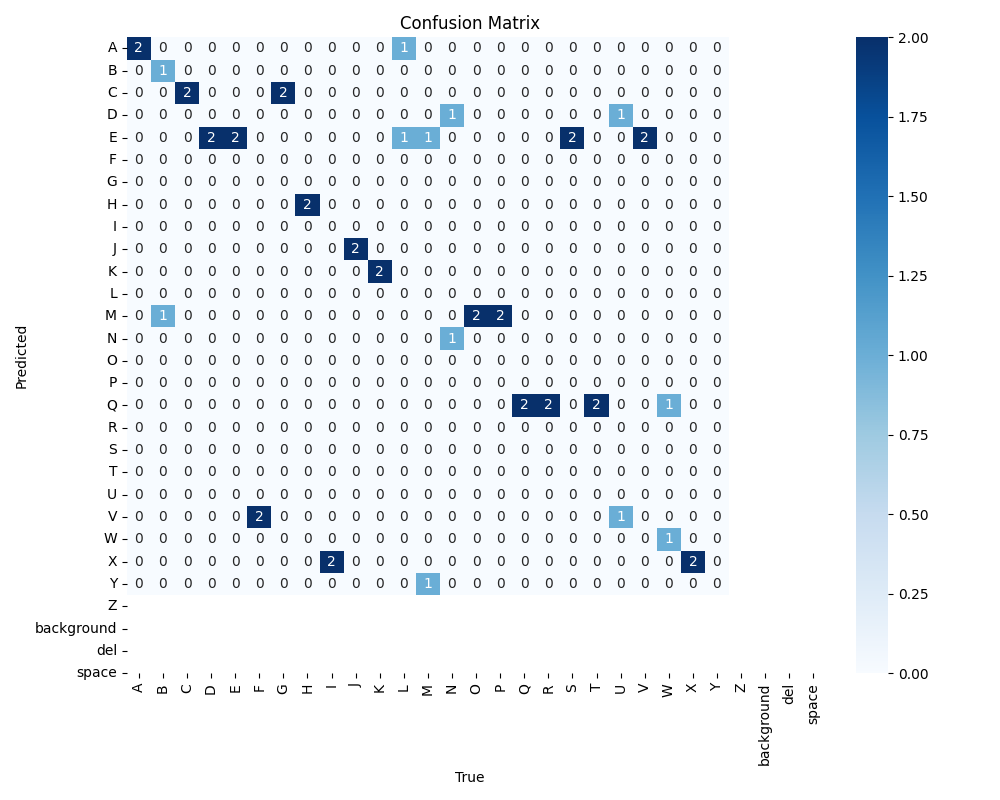 Confusion Matrix
A 2 0 0 0 0 0 0 0 0 0 0 1 0 0 0 0 0 0 0 0 0 0 0 0 0
B 0 1 0 0 0 0 0 0 0 0 0 0 0 0 0 0 0 0 0 0 0 0 0 0 0
C 0 0 2 0 0 0 2 0 0 0 0 0 0 0 0 0 0 0 0 0 0 0 0 0 0
D 0 0 0 0 0 0 0 0 0 0 0 0 0 1 0 0 0 0 0 0 1 0 0 0 0
E 0 0 0 2 2 0 0 0 0 0 0 1 1 0 0 0 0 0 2 0 0 2 0 0 0
F 0 0 0 0 0 0 0 0 0 0 0 0 0 0 0 0 0 0 0 0 0 0 0 0 0
G 0 0 0 0 0 0 0 0 0 0 0 0 0 0 0 0 0 0 0 0 0 0 0 0 0
H 0 0 0 0 0 0 0 2 0 0 0 0 0 0 0 0 0 0 0 0 0 0 0 0 0
I 0 0 0 0 0 0 0 0 0 0 0 0 0 0 0 0 0 0 0 0 0 0 0 0 0
J 0 0 0 0 0 0 0 0 0 2 0 0 0 0 0 0 0 0 0 0 0 0 0 0 0
K 0 0 0 0 0 0 0 0 0 0 2 0 0 0 0 0 0 0 0 0 0 0 0 0 0
L 0 0 0 0 0 0 0 0 0 0 0 0 0 0 0 0 0 0 0 0 0 0 0 0 0
M 0 1 0 0 0 0 0 0 0 0 0 0 0 0 2 2 0 0 0 0 0 0 0 0 0
N 0 0 0 0 0 0 0 0 0 0 0 0 0 1 0 0 0 0 0 0 0 0 0 0 0
O 0 0 0 0 0 0 0 0 0 0 0 0 0 0 0 0 0 0 0 0 0 0 0 0 0
P 0 0 0 0 0 0 0 0 0 0 0 0 0 0 0 0 0 0 0 0 0 0 0 0 0
Q 0 0 0 0 0 0 0 0 0 0 0 0 0 0 0 0 2 2 0 2 0 0 1 0 0
R 0 0 0 0 0 0 0 0 0 0 0 0 0 0 0 0 0 0 0 0 0 0 0 0 0
S 0 0 0 0 0 0 0 0 0 0 0 0 0 0 0 0 0 0 0 0 0 0 0 0 0
T 0 0 0 0 0 0 0 0 0 0 0 0 0 0 0 0 0 0 0 0 0 0 0 0 0
U 0 0 0 0 0 0 0 0 0 0 0 0 0 0 0 0 0 0 0 0 0 0 0 0 0
V 0 0 0 0 0 2 0 0 0 0 0 0 0 0 0 0 0 0 0 0 1 0 0 0 0
W 0 0 0 0 0 0 0 0 0 0 0 0 0 0 0 0 0 0 0 0 0 0 1 0 0
X 0 0 0 0 0 0 0 0 2 0 0 0 0 0 0 0 0 0 0 0 0 0 0 2 0
Y 0 0 0 0 0 0 0 0 0 0 0 0 1 0 0 0 0 0 0 0 0 0 0 0 0
Z
background
del
space
A B C D E F G H I J K L M N O P Q R S T U V W X Y Z background del space
True
Predicted
2.00
1.75
1.50
1.25
1.00
0.75
0.50
0.25
0.00